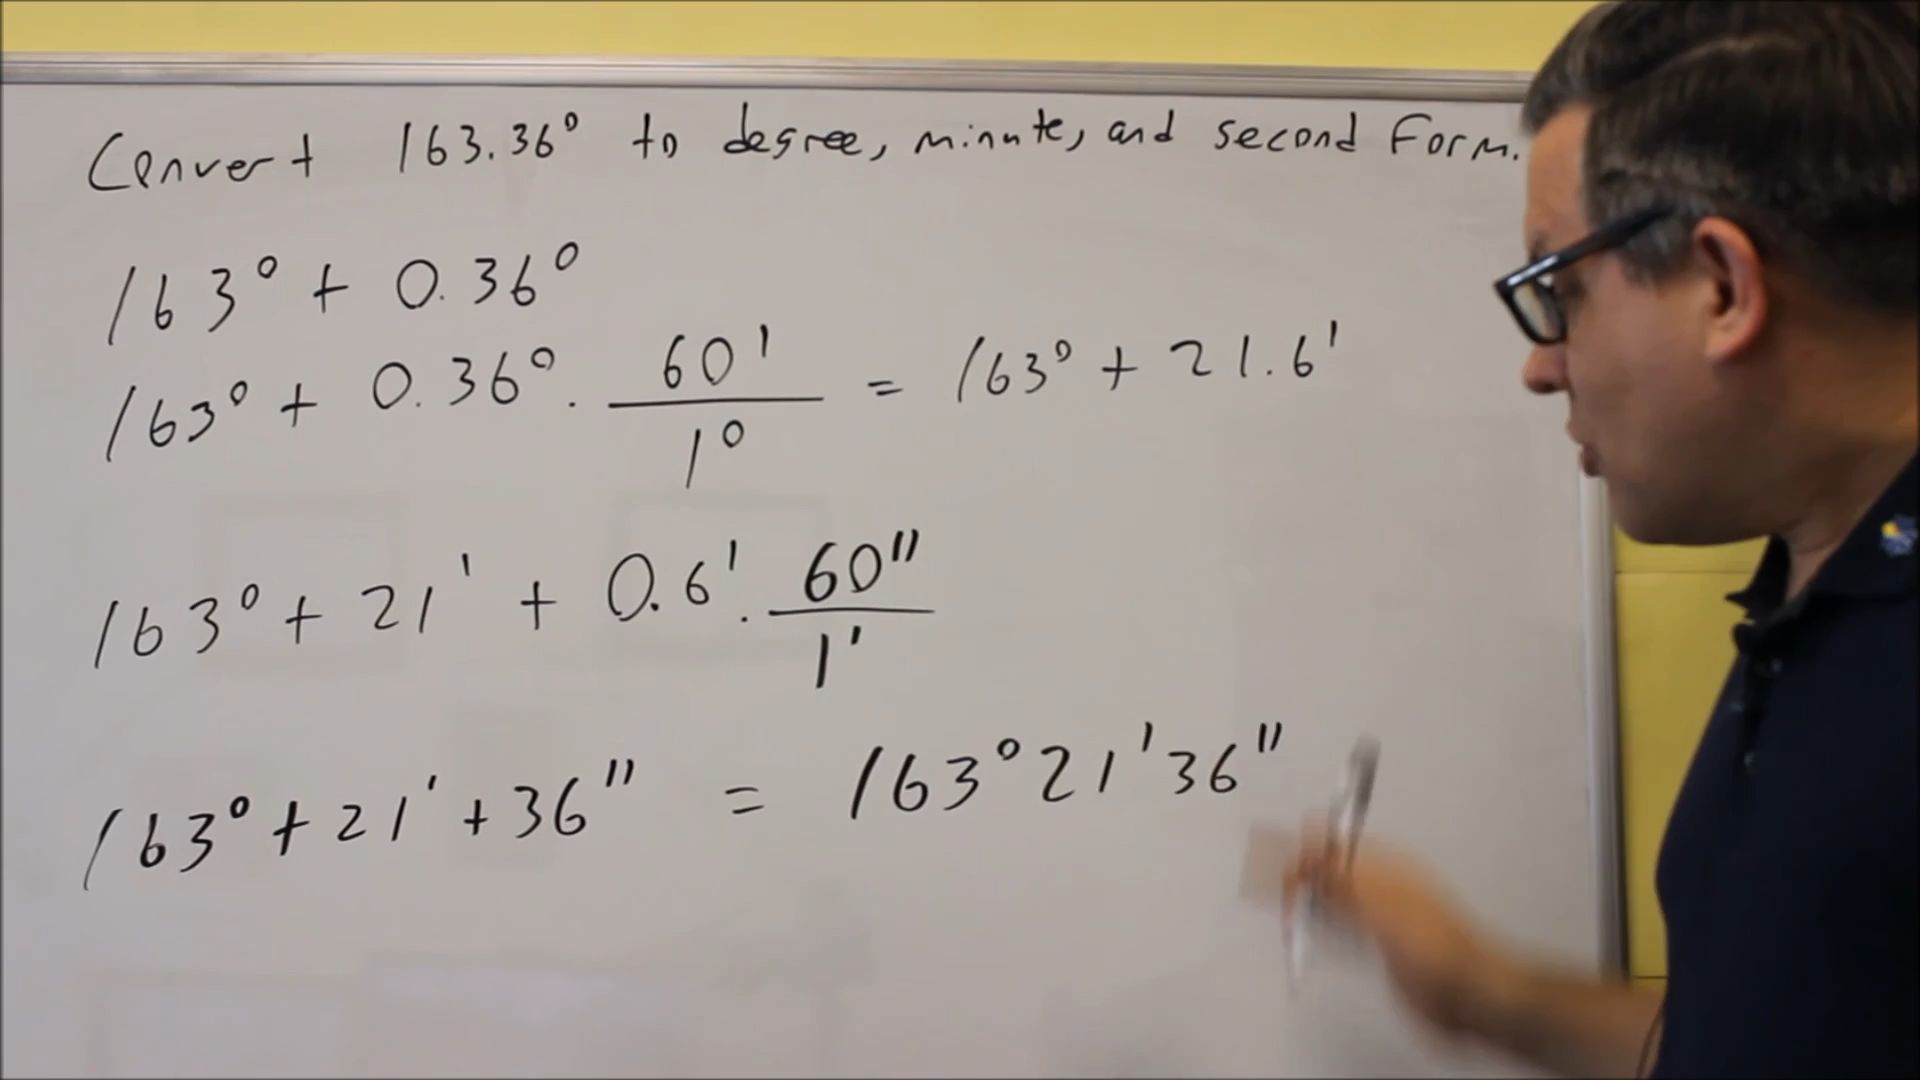 Convert 163.36° to degree, minute, and second form.
163° + 0.36°
163° + 0.36° · 60' / 1° = 163° + 21.6'
163° + 21' + 0.6' · 60'' / 1'
163° + 21' + 36'' = 163° 21' 36''